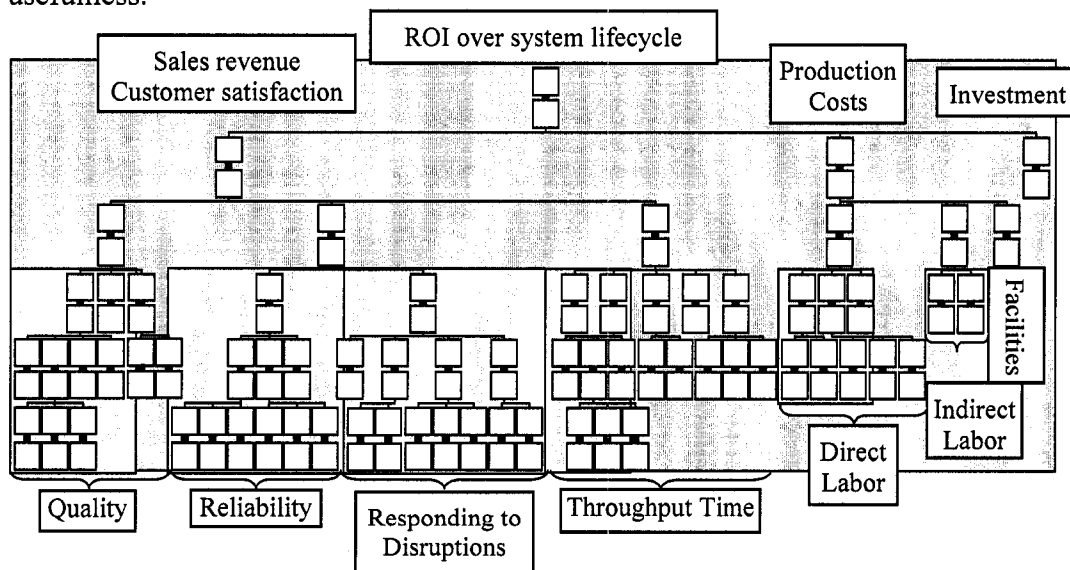 usefulness.
ROI over system lifecycle
Sales revenue
Customer satisfaction
Production
Costs
Investment
Facilities
Indirect
Labor
Direct
Labor
Quality
Reliability
Responding to
Disruptions
Throughput Time